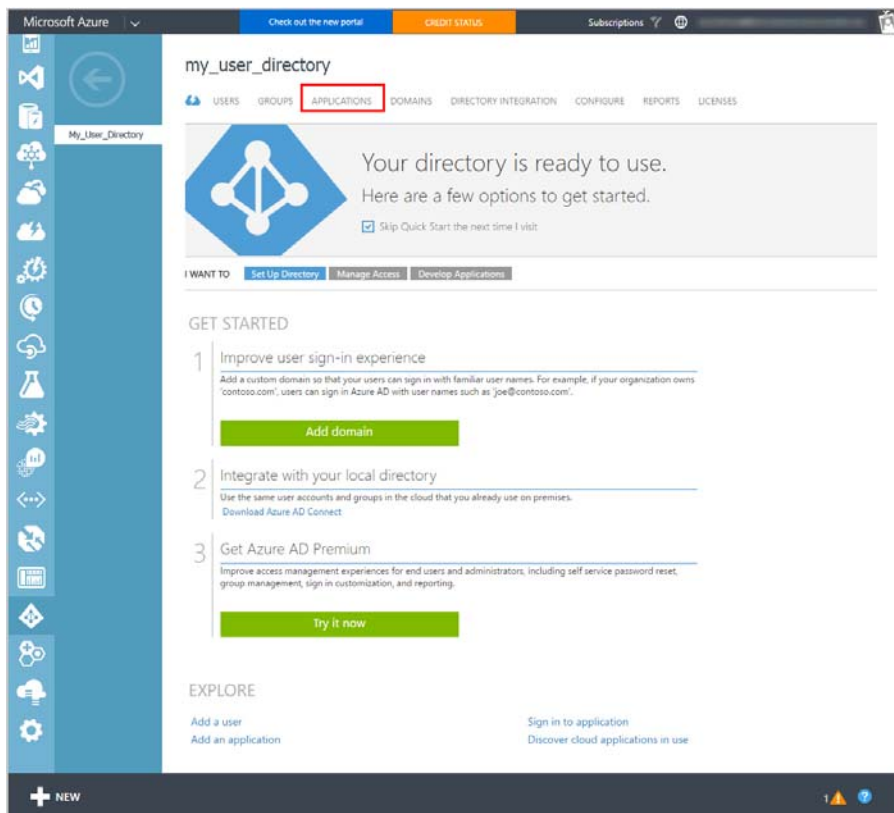 Microsoft Azure
Check out the new portal
CREDIT STATUS
Subscriptions
my_user_directory
USERS GROUPS APPLICATIONS DOMAINS DIRECTORY INTEGRATION CONFIGURE REPORTS LICENSES
My_User_Directory
Your directory is ready to use.
Here are a few options to get started.
Skip Quick Start the next time I visit
I WANT TO Set Up Directory Manage Access Develop Applications
GET STARTED
1 Improve user sign-in experience
Add a custom domain so that your users can sign in with familiar user names. For example, if your organization owns
'contoso.com', users can sign in Azure AD with user names such as 'joe@contoso.com'.
Add domain
2 Integrate with your local directory
Use the same user accounts and groups in the cloud that you already use on premises.
Download Azure AD Connect
3 Get Azure AD Premium
Improve access management experiences for end users and administrators, including self service password reset,
group management, sign in customization, and reporting.
Try it now
EXPLORE
Add a user
Add an application
Sign in to application
Discover cloud applications in use
NEW
1
?